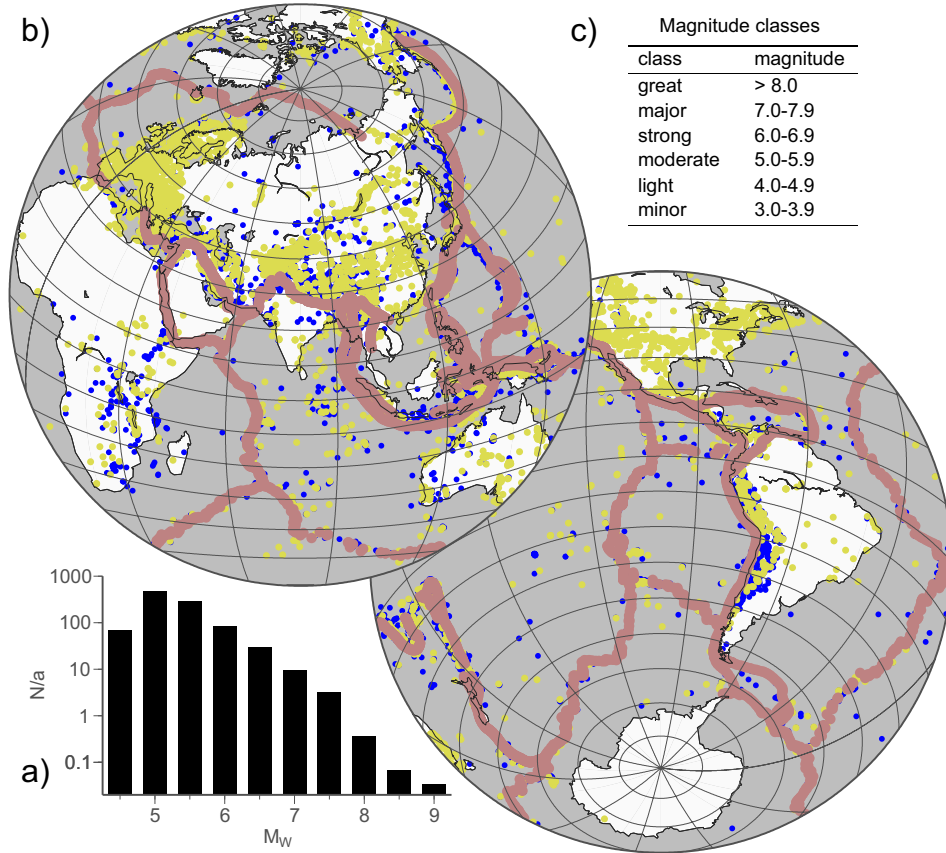 b)
c)
Magnitude classes
class magnitude
great > 8.0
major 7.0-7.9
strong 6.0-6.9
moderate 5.0-5.9
light 4.0-4.9
minor 3.0-3.9
a)
N/a
1000
100
10
1
0.1
5 6 7 8 9
M_W